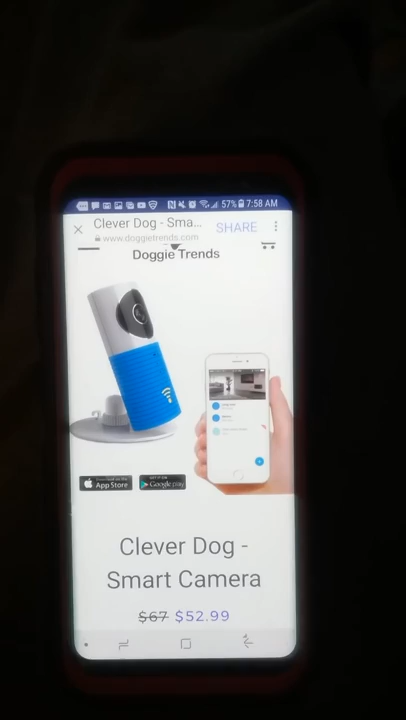 57% 7:58 AM
Clever Dog - Sma... SHARE
www.doggietrends.com
Doggie Trends
App Store
Google play
Clever Dog -
Smart Camera
$67 $52.99